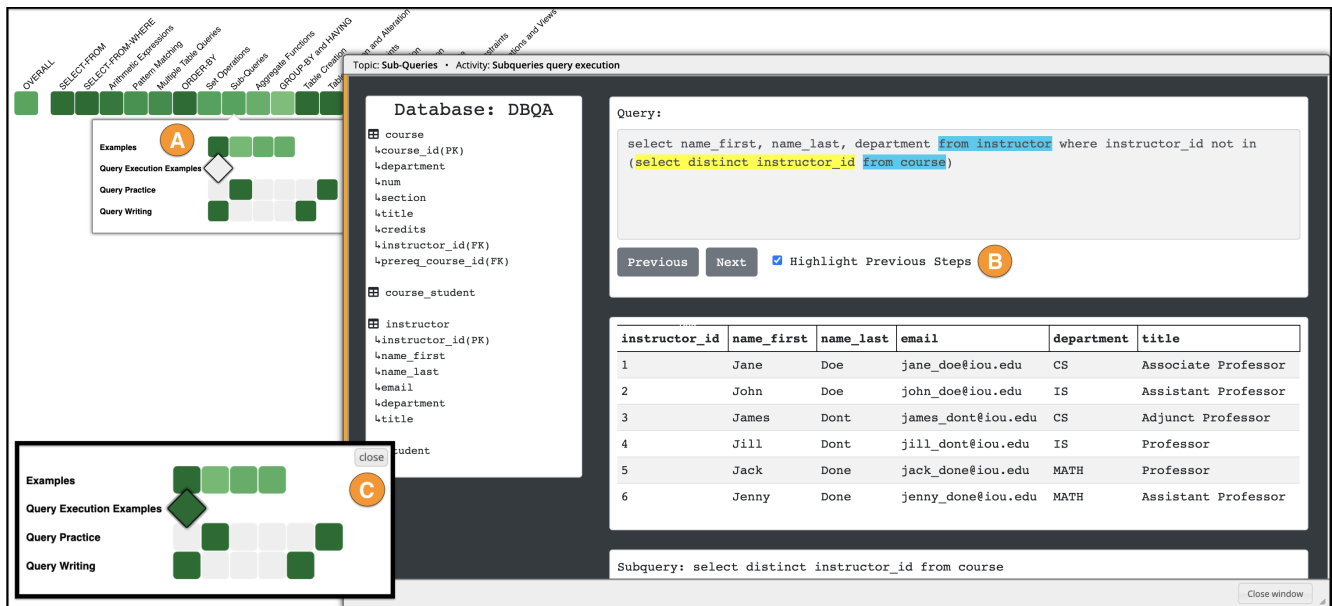 OVERALL
SELECT-FROM
SELECT-FROM-WHERE
Arithmetic Expressions
Pattern Matching
Multiple Table Queries
ORDER-BY
Set Operations
Sub-Queries
Aggregate Functions
GROUP-BY and HAVING
Table Creation
Topic: Sub-Queries • Activity: Subqueries query execution
A
Examples
Query Execution Examples
Query Practice
Query Writing
Database: DBQA
course
↳course_id(PK)
↳department
↳num
↳section
↳title
↳credits
↳instructor_id(FK)
↳prereq_course_id(FK)
course_student
instructor
↳instructor_id(PK)
↳name_first
↳name_last
↳email
↳department
↳title
Query:
select name_first, name_last, department from instructor where instructor_id not in
(select distinct instructor_id from course)
Previous Next Highlight Previous Steps B
instructor_id name_first name_last email department title
1 Jane Doe jane_doe@iou.edu CS Associate Professor
2 John Doe john_doe@iou.edu IS Assistant Professor
3 James Dont james_dont@iou.edu CS Adjunct Professor
4 Jill Dont jill_dont@iou.edu IS Professor
5 Jack Done jack_done@iou.edu MATH Professor
6 Jenny Done jenny_done@iou.edu MATH Assistant Professor
Subquery: select distinct instructor_id from course
Close window
close
C
Examples
Query Execution Examples
Query Practice
Query Writing